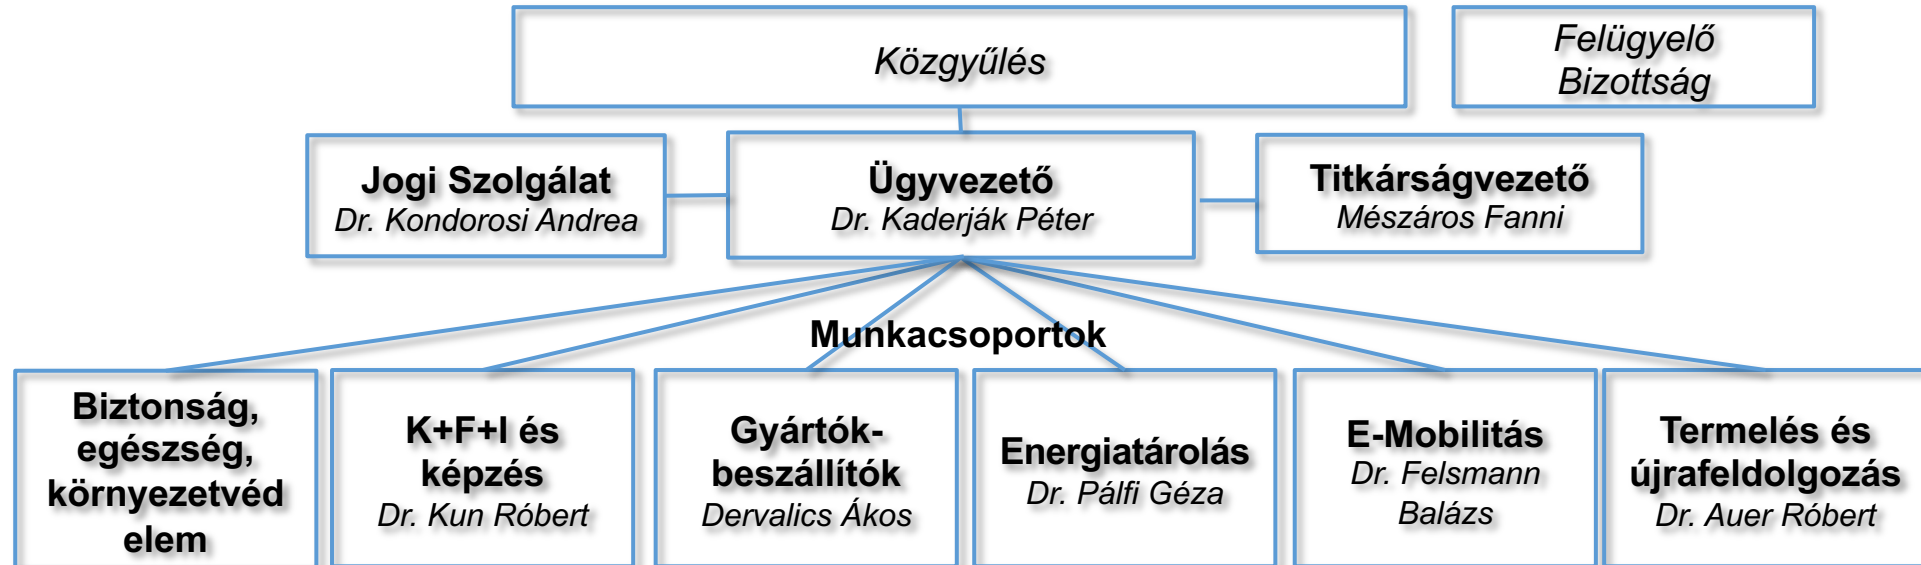 Közgyűlés
Felügyelő
Bizottság
Jogi Szolgálat
Dr. Kondorosi Andrea
Ügyvezető
Dr. Kaderják Péter
Titkárságvezető
Mészáros Fanni
Munkacsoportok
Biztonság,
egészség,
környezetvéd
elem
K+F+I és
képzés
Dr. Kun Róbert
Gyártók-
beszállítók
Dervalics Ákos
Energiatárolás
Dr. Pálfi Géza
E-Mobilitás
Dr. Felsmann
Balázs
Termelés és
újrafeldolgozás
Dr. Auer Róbert